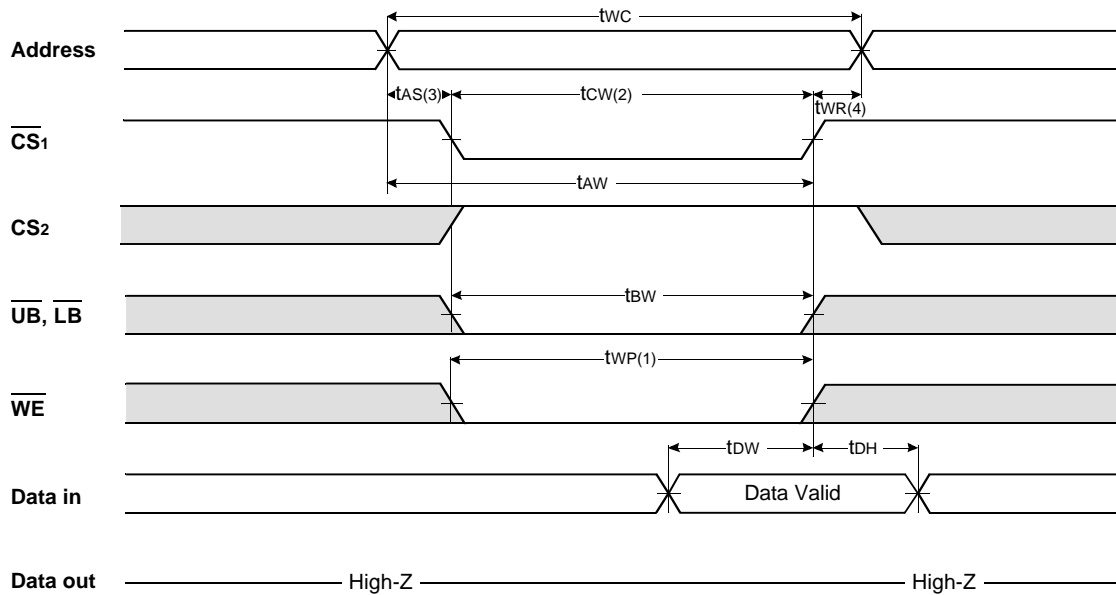 tWC
Address
tAS(3) tCW(2) tWR(4)
CS1
tAW
CS2
tBW
UB, LB
tWP(1)
WE
tDW tDH
Data in Data Valid
Data out High-Z High-Z